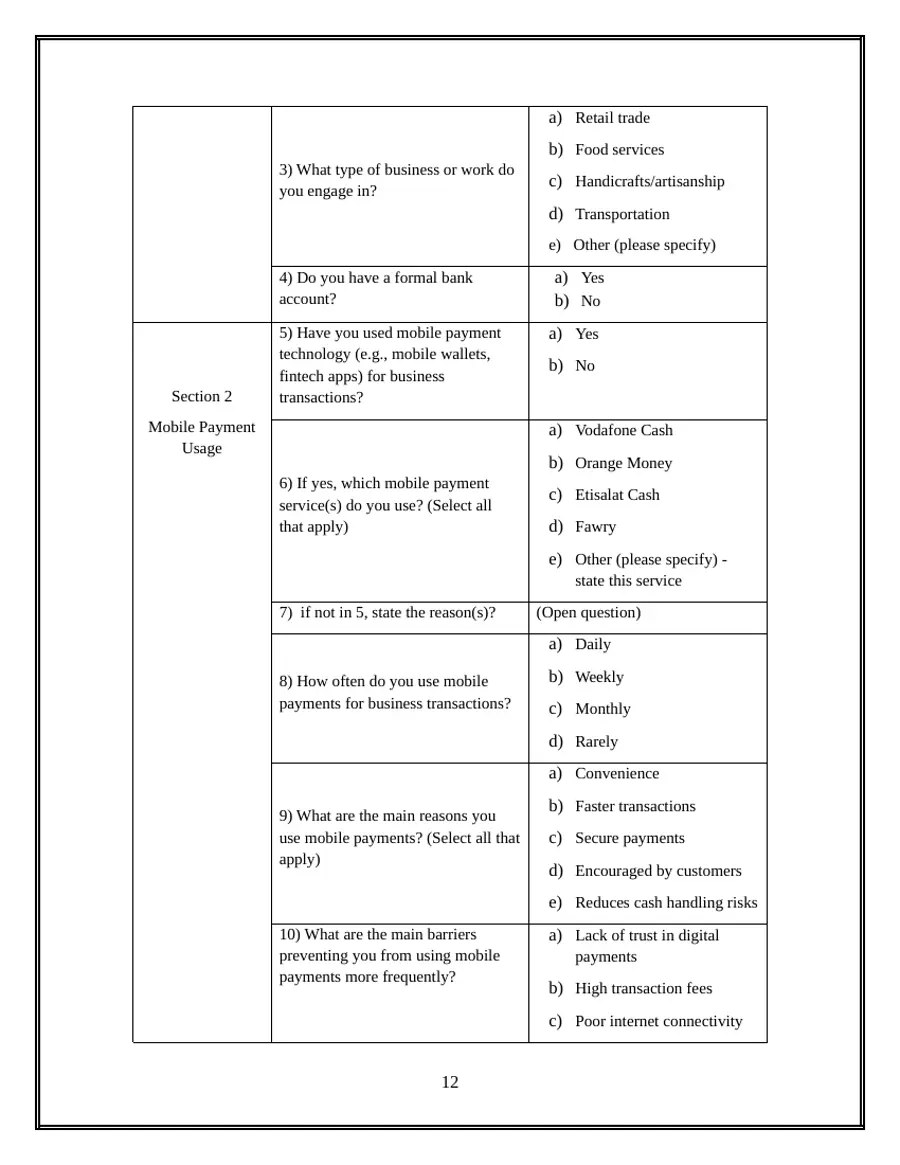 3) What type of business or work do
you engage in?
a) Retail trade
b) Food services
c) Handicrafts/artisanship
d) Transportation
e) Other (please specify)
4) Do you have a formal bank
account?
a) Yes
b) No
Section 2
Mobile Payment
Usage
5) Have you used mobile payment
technology (e.g., mobile wallets,
fintech apps) for business
transactions?
a) Yes
b) No
6) If yes, which mobile payment
service(s) do you use? (Select all
that apply)
a) Vodafone Cash
b) Orange Money
c) Etisalat Cash
d) Fawry
e) Other (please specify) -
state this service
7) if not in 5, state the reason(s)?
(Open question)
8) How often do you use mobile
payments for business transactions?
a) Daily
b) Weekly
c) Monthly
d) Rarely
9) What are the main reasons you
use mobile payments? (Select all that
apply)
a) Convenience
b) Faster transactions
c) Secure payments
d) Encouraged by customers
e) Reduces cash handling risks
10) What are the main barriers
preventing you from using mobile
payments more frequently?
a) Lack of trust in digital
payments
b) High transaction fees
c) Poor internet connectivity
12